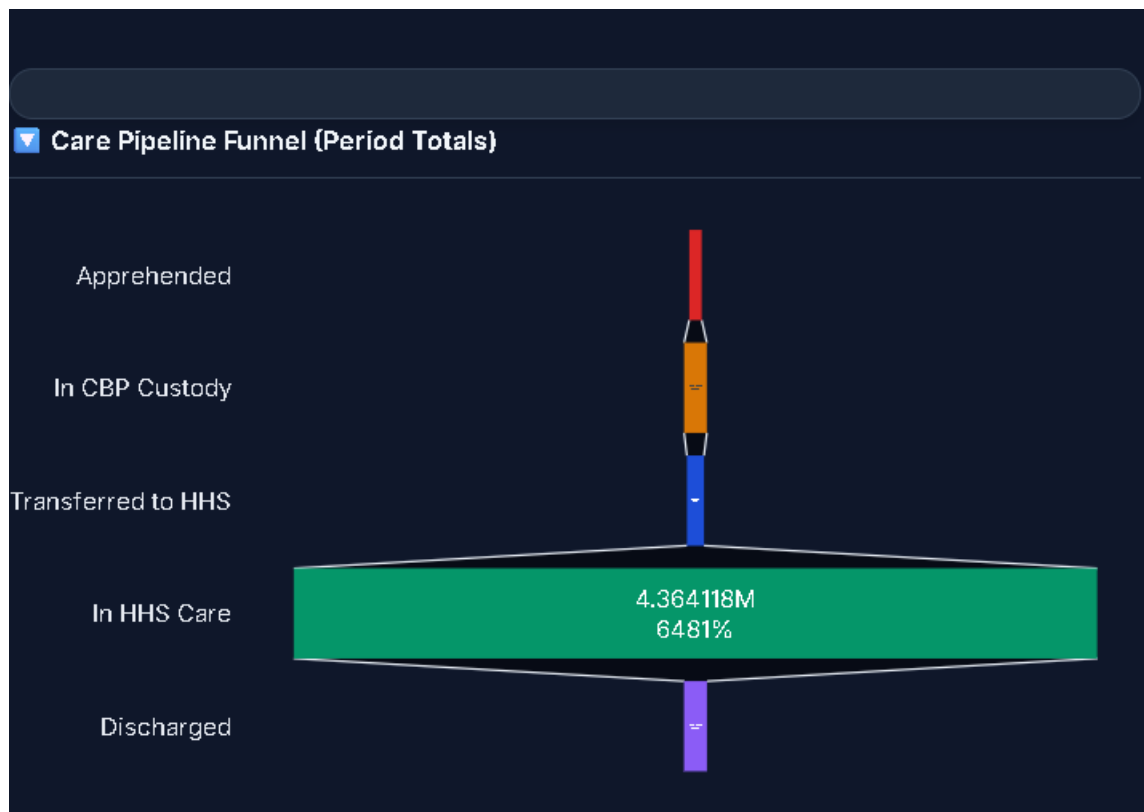 Care Pipeline Funnel (Period Totals)
Apprehended
In CBP Custody
Transferred to HHS
In HHS Care
4.364118M
6481%
Discharged